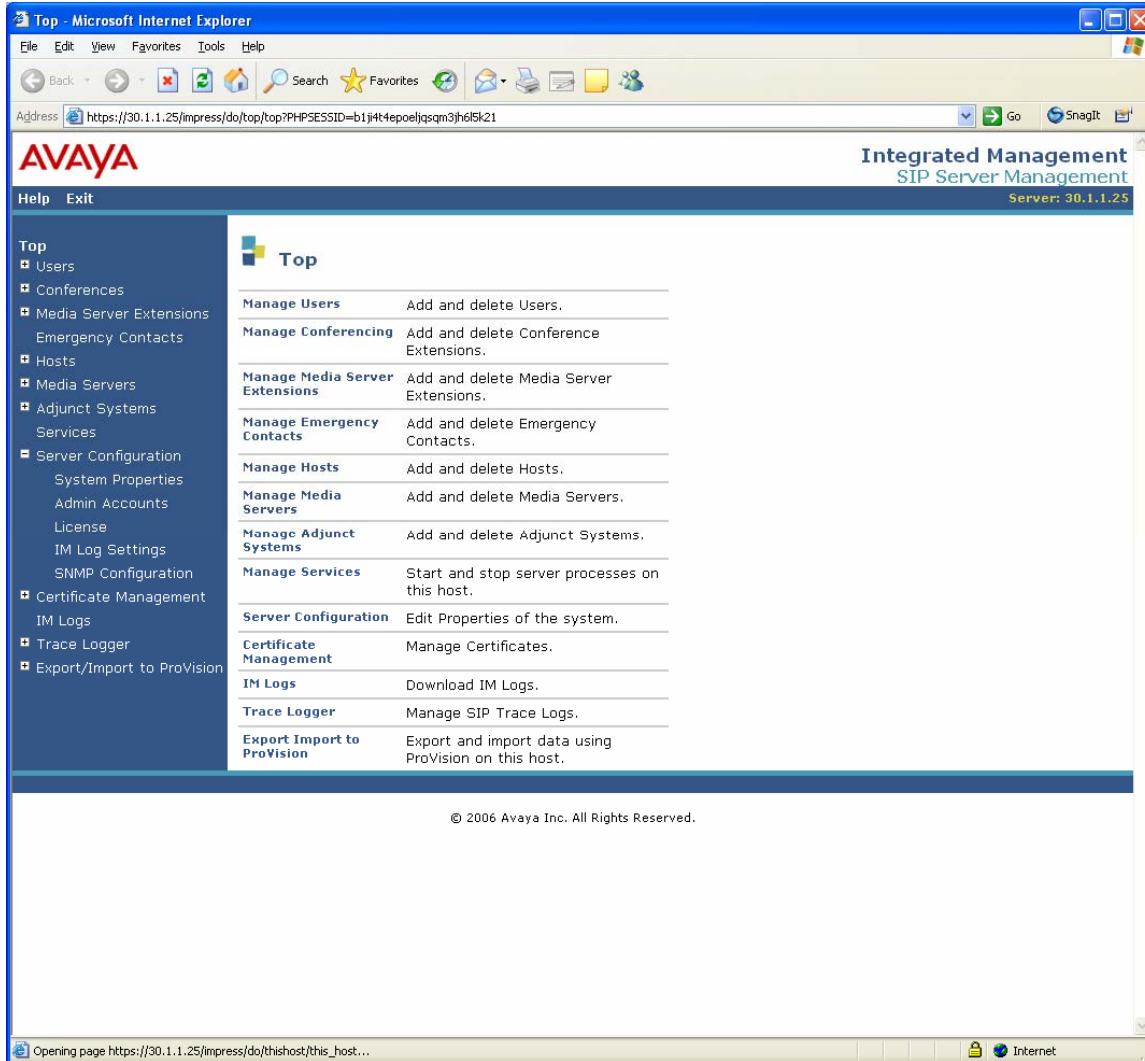 Top - Microsoft Internet Explorer
File Edit View Favorites Tools Help
Back Search Favorites
Address https://30.1.1.25/impress/do/top/top?PHPSESSID=b1ji4t4epoeljqsqm3jh6l5k21 Go SnagIt
AVAYA
Integrated Management
SIP Server Management
Help Exit
Server: 30.1.1.25
Top
Users
Conferences
Media Server Extensions
Emergency Contacts
Hosts
Media Servers
Adjunct Systems
Services
Server Configuration
System Properties
Admin Accounts
License
IM Log Settings
SNMP Configuration
Certificate Management
IM Logs
Trace Logger
Export/Import to ProVision
Top
Manage Users Add and delete Users.
Manage Conferencing Add and delete Conference
Extensions.
Manage Media Server Add and delete Media Server
Extensions Extensions.
Manage Emergency Add and delete Emergency
Contacts Contacts.
Manage Hosts Add and delete Hosts.
Manage Media Add and delete Media Servers.
Servers
Manage Adjunct Add and delete Adjunct Systems.
Systems
Manage Services Start and stop server processes on
this host.
Server Configuration Edit Properties of the system.
Certificate Manage Certificates.
Management
IM Logs Download IM Logs.
Trace Logger Manage SIP Trace Logs.
Export Import to Export and import data using
ProVision ProVision on this host.
© 2006 Avaya Inc. All Rights Reserved.
Opening page https://30.1.1.25/impress/do/thishost/this_host... Internet